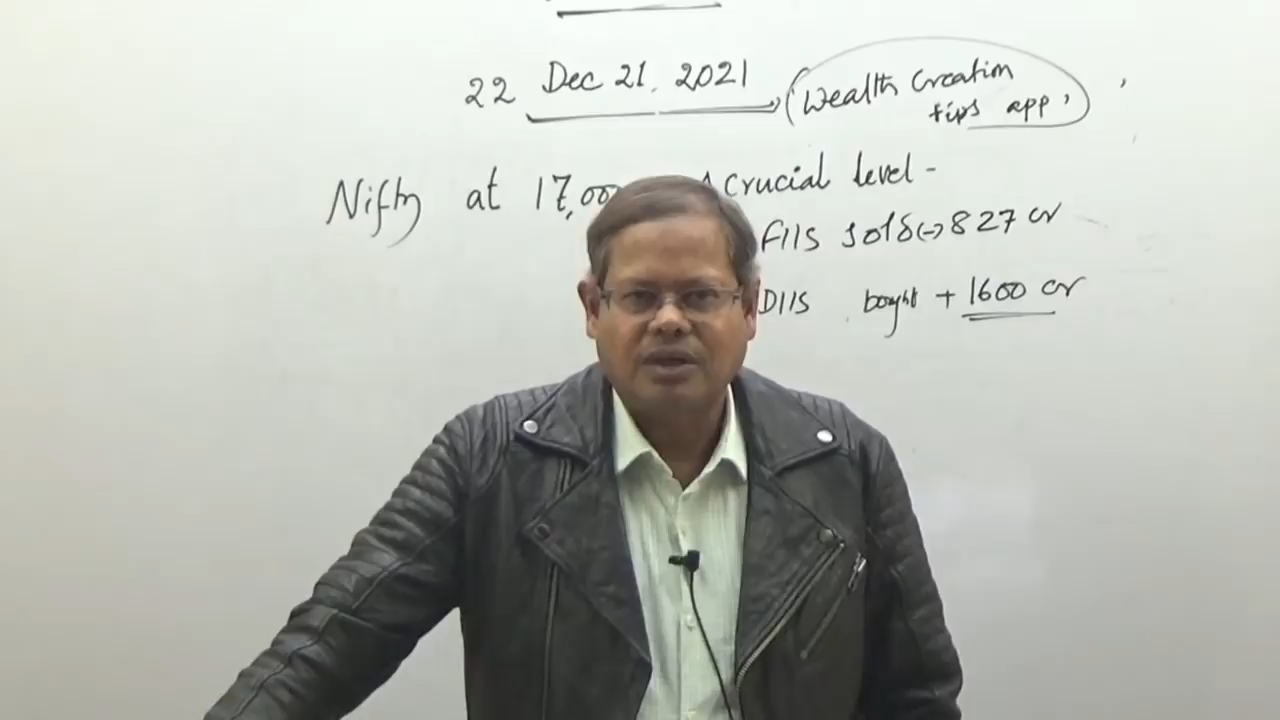 22 Dec 21, 2021 (Wealth Creation
tips app,
Nifty at 17,00 A crucial level -
FIIS sold (-) 827 cr
DIIS bought + 1600 cr